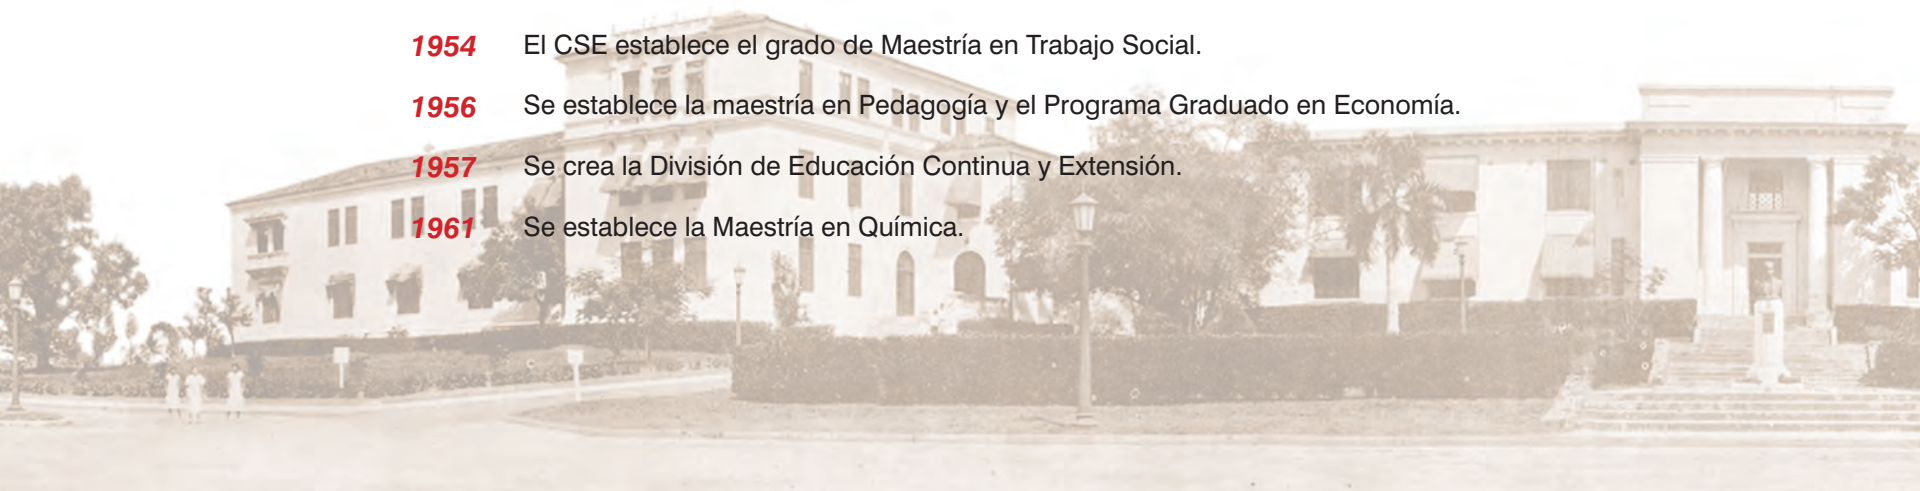 1954 El CSE establece el grado de Maestría en Trabajo Social.
1956 Se establece la maestría en Pedagogía y el Programa Graduado en Economía.
1957 Se crea la División de Educación Continua y Extensión.
1961 Se establece la Maestría en Química.